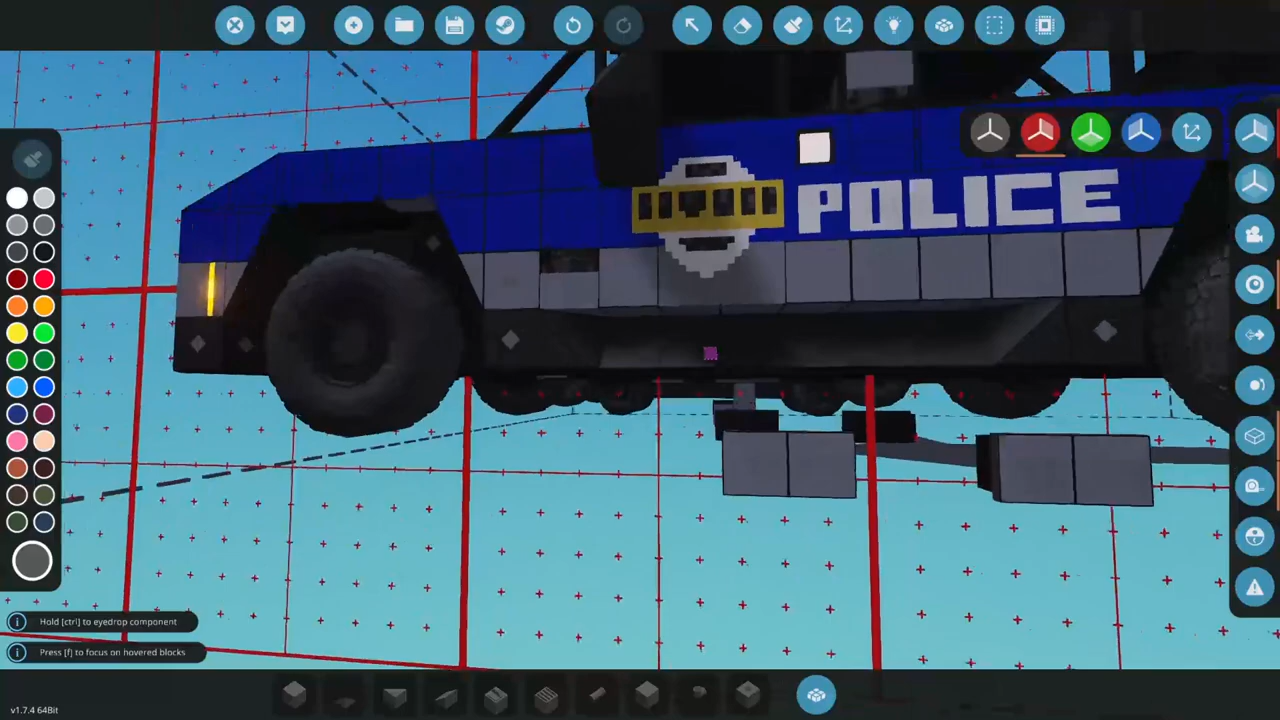 POLICE
Hold [ctrl] to eyedrop component
Press [f] to focus on hovered blocks
v1.7.4 64Bit